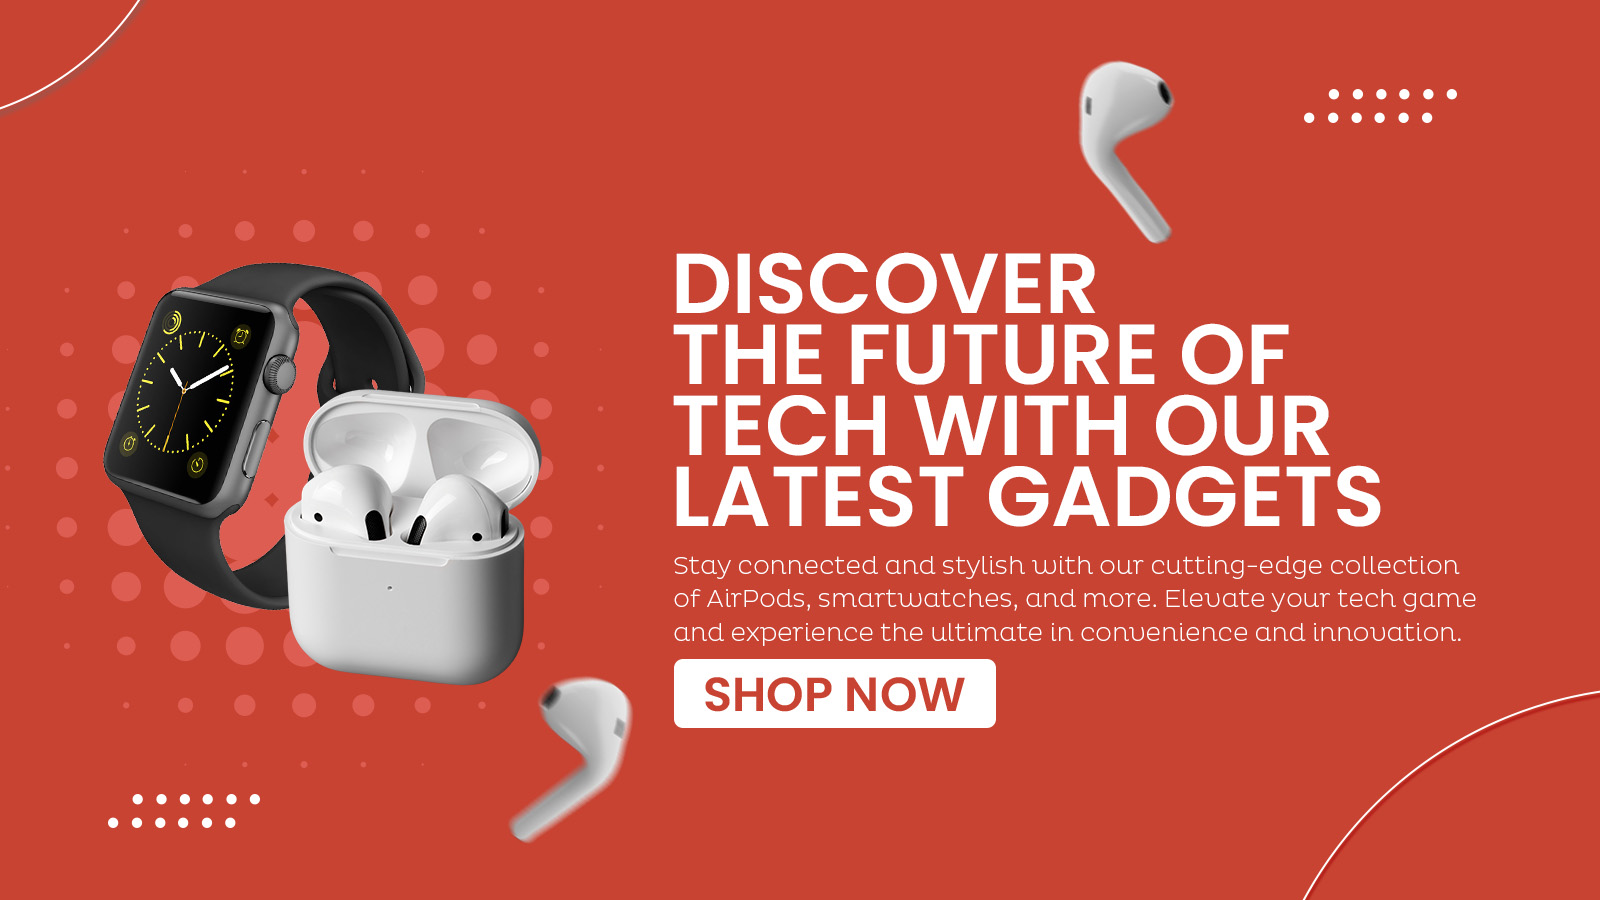 DISCOVER
THE FUTURE OF
TECH WITH OUR
LATEST GADGETS
Stay connected and stylish with our cutting-edge collection
of AirPods, smartwatches, and more. Elevate your tech game
and experience the ultimate in convenience and innovation.
SHOP NOW